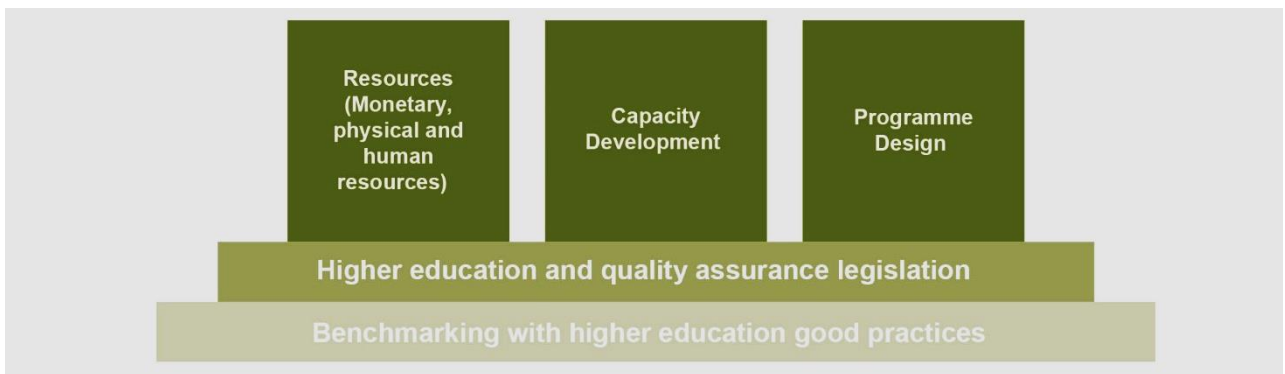 Resources
(Monetary,
physical and
human
resources)
Capacity
Development
Programme
Design
Higher education and quality assurance legislation
Benchmarking with higher education good practices